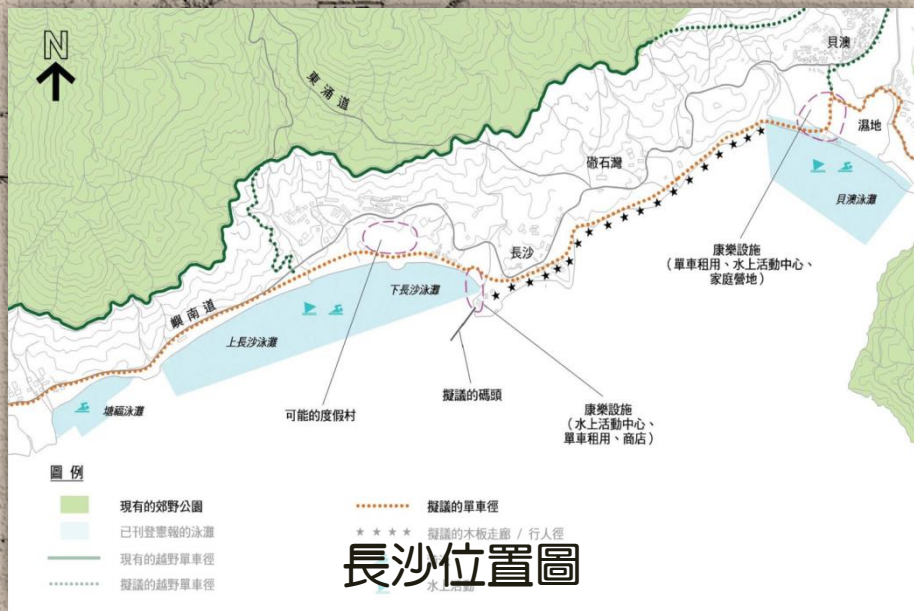 N
貝澳
東涌道
濕地
䃟石灣
貝澳泳灘
長沙
康樂設施
（單車租用、水上活動中心、
家庭營地）
下長沙泳灘
嶼南道
上長沙泳灘
擬議的碼頭
塘福泳灘
可能的度假村
康樂設施
（水上活動中心、
單車租用、商店）
圖例
現有的郊野公園
擬議的單車徑
已刊登憲報的泳灘
擬議的木板走廊 / 行人徑
現有的越野單車徑
長沙位置圖
擬議的越野單車徑
水上活動